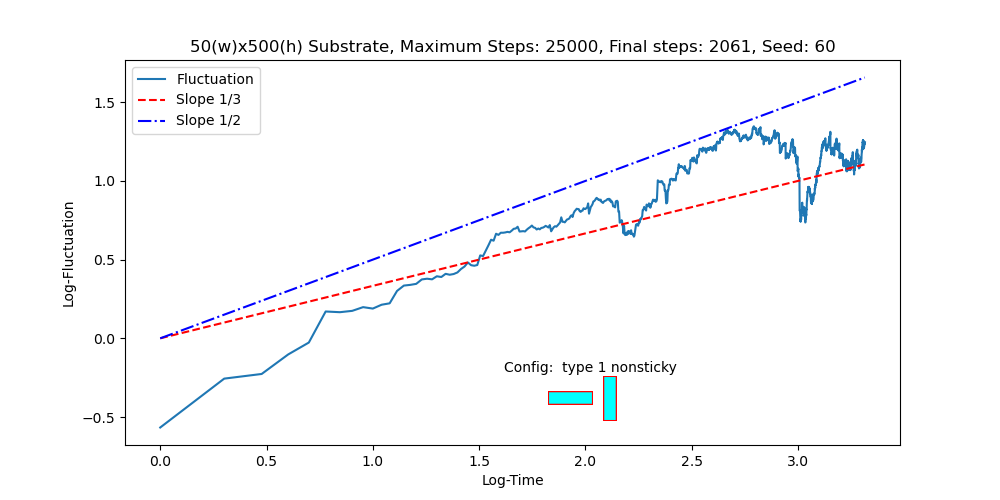 50(w)x500(h) Substrate, Maximum Steps: 25000, Final steps: 2061, Seed: 60
Fluctuation
Slope 1/3
Slope 1/2
1.5
1.0
0.5
0.0
−0.5
Log-Fluctuation
Config:  type 1 nonsticky
0.0 0.5 1.0 1.5 2.0 2.5 3.0
Log-Time